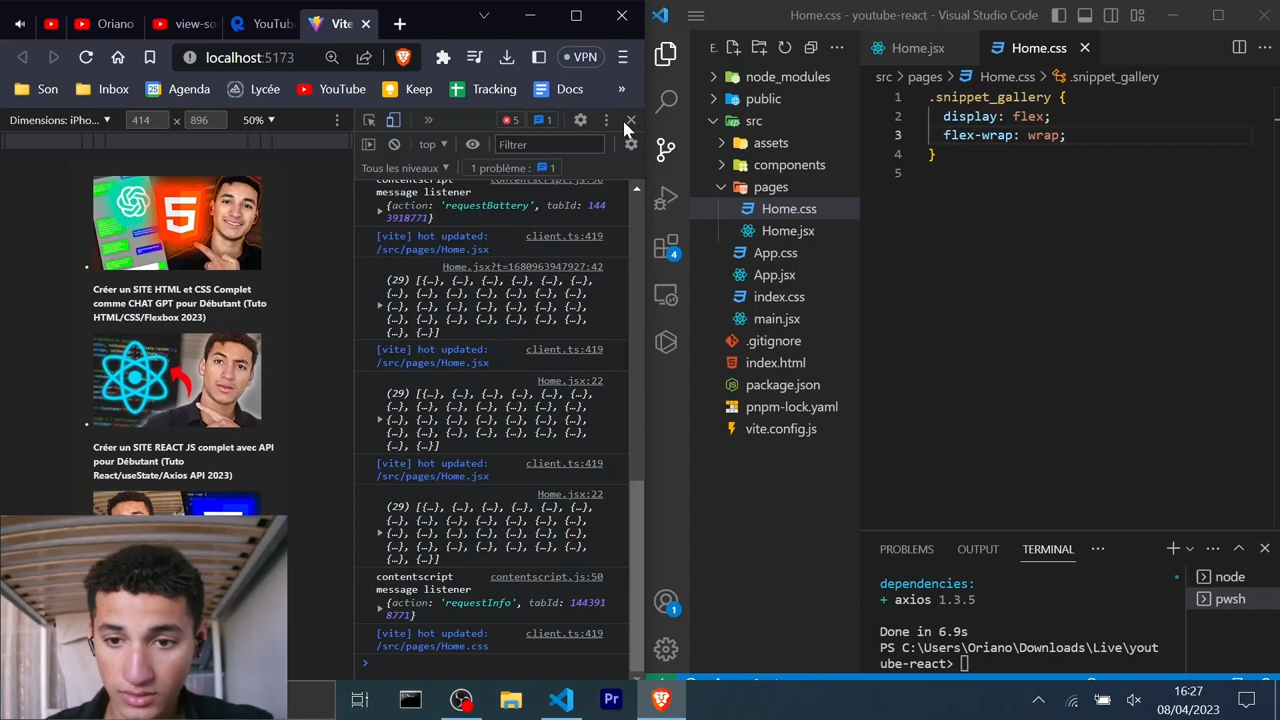 Oriano
view-so
YouTube
Vite
localhost:5173
VPN
Son
Inbox
Agenda
Lycée
YouTube
Keep
Tracking
Docs
»
Dimensions: iPho...
414
×
896
50%
»
5
1
top
Filtrer
Tous les niveaux
1 problème :
1
message listener
{action: 'requestBattery', tabId: 144
3918771}
[vite] hot updated:
client.ts:419
/src/pages/Home.jsx
Home.jsx?t=1680963947927:42
(29) [{…}, {…}, {…}, {…}, {…},
{…}, {…}, {…}, {…}, {…}, {…},
{…}, {…}, {…}, {…}, {…}, {…},
{…}, {…}, {…}, {…}, {…}, {…},
{…}, {…}]
[vite] hot updated:
client.ts:419
/src/pages/Home.jsx
Home.jsx:22
(29) [{…}, {…}, {…}, {…}, {…},
{…}, {…}, {…}, {…}, {…}, {…},
{…}, {…}, {…}, {…}, {…}, {…},
{…}, {…}, {…}, {…}, {…}, {…},
{…}, {…}]
[vite] hot updated:
client.ts:419
/src/pages/Home.jsx
Home.jsx:22
(29) [{…}, {…}, {…}, {…}, {…},
{…}, {…}, {…}, {…}, {…}, {…},
{…}, {…}, {…}, {…}, {…}, {…},
{…}, {…}, {…}, {…}, {…}, {…},
{…}, {…}]
contentscript
contentscript.js:50
message listener
{action: 'requestInfo', tabId: 144391
8771}
[vite] hot updated:
client.ts:419
/src/pages/Home.css
Créer un SITE HTML et CSS Complet
comme CHAT GPT pour Débutant (Tuto
HTML/CSS/Flexbox 2023)
Créer un SITE REACT JS complet avec API
pour Débutant (Tuto
React/useState/Axios API 2023)
Home.css - youtube-react - Visual Studio Code
E.
node_modules
public
src
assets
components
pages
Home.css
Home.jsx
App.css
App.jsx
index.css
main.jsx
.gitignore
index.html
package.json
pnpm-lock.yaml
vite.config.js
4
1
Home.jsx
Home.css
src > pages > Home.css > .snippet_gallery
1 .snippet_gallery {
2 display: flex;
3 flex-wrap: wrap;
4 }
5
PROBLEMS
OUTPUT
TERMINAL
node
pwsh
dependencies:
+ axios 1.3.5
Done in 6.9s
PS C:\Users\Oriano\Downloads\Live\yout
ube-react>
Pr
16:27
08/04/2023